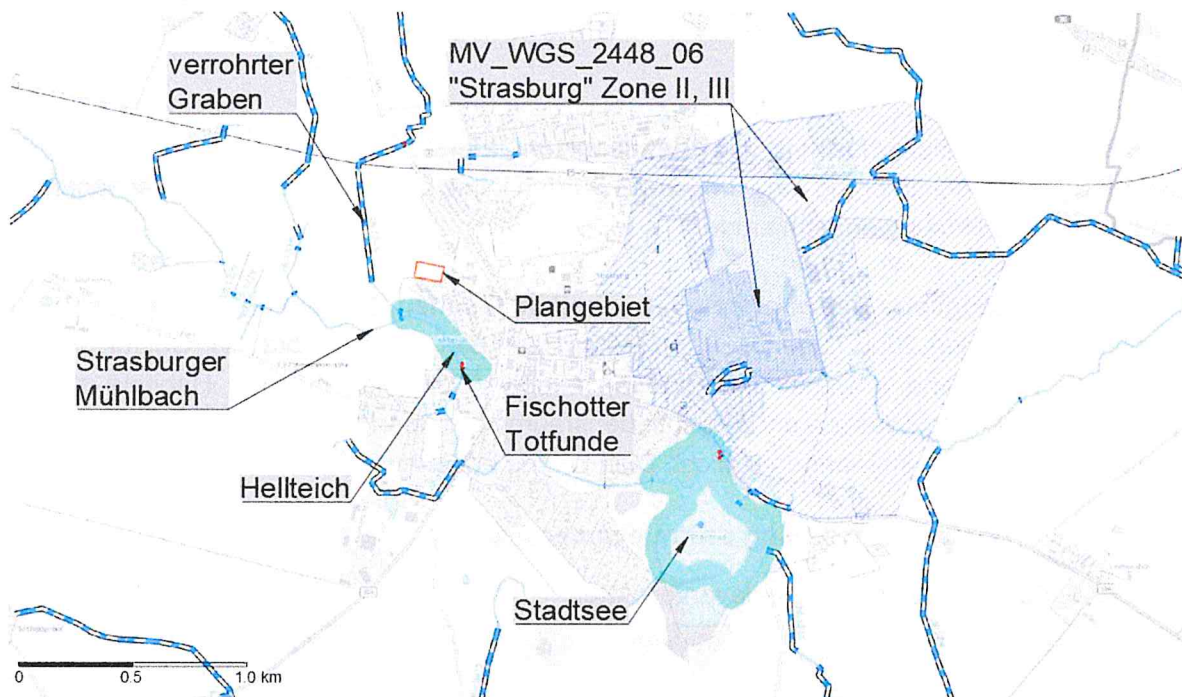 verrohrter
Graben
MV_WGS_2448_06
"Strasburg" Zone II, III
Plangebiet
Strasburger
Mühlbach
Fischotter
Totfunde
Hellteich
Stadtsee
0 0.5 1.0 km